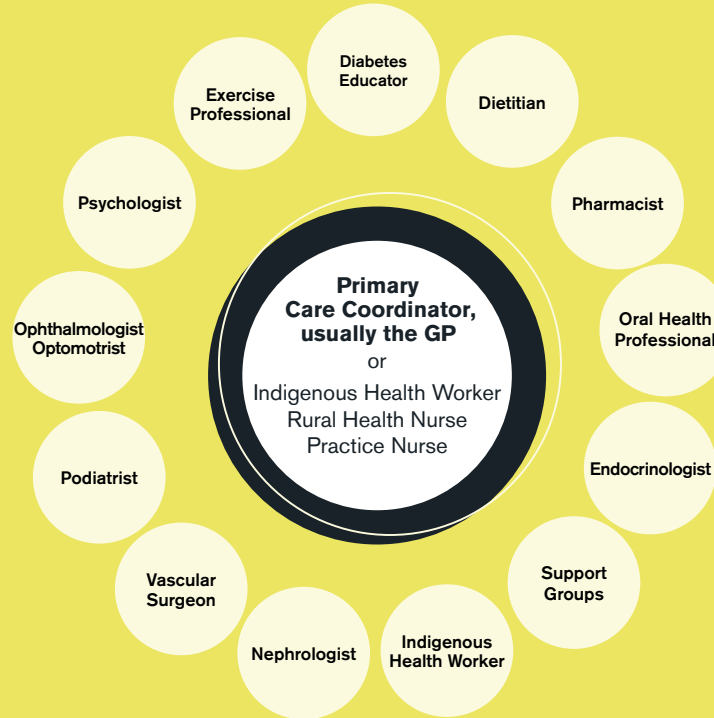 Diabetes
Educator
Exercise
Professional
Dietitian
Psychologist
Pharmacist
Primary
Care Coordinator,
usually the GP
or
Indigenous Health Worker
Rural Health Nurse
Practice Nurse
Ophthalmologist
Optomotrist
Oral Health
Professional
Podiatrist
Endocrinologist
Vascular
Surgeon
Support
Groups
Nephrologist
Indigenous
Health Worker